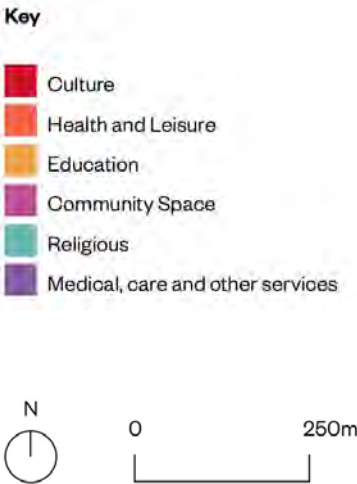 Key
Culture
Health and Leisure
Education
Community Space
Religious
Medical, care and other services
N
0 250m